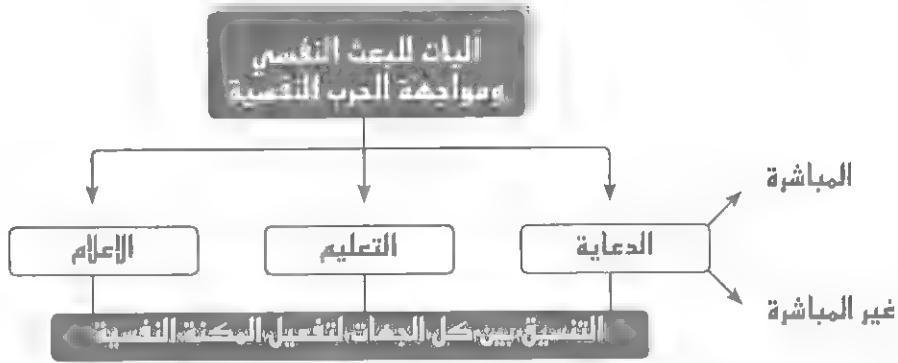 آليات للبعث النفسي
ومواجهة الحرب النفسية
المباشرة
الدعاية
التعليم
الإعلام
غير المباشرة
التنسيق بين كل الجهات لتفعيل المكنة النفسية